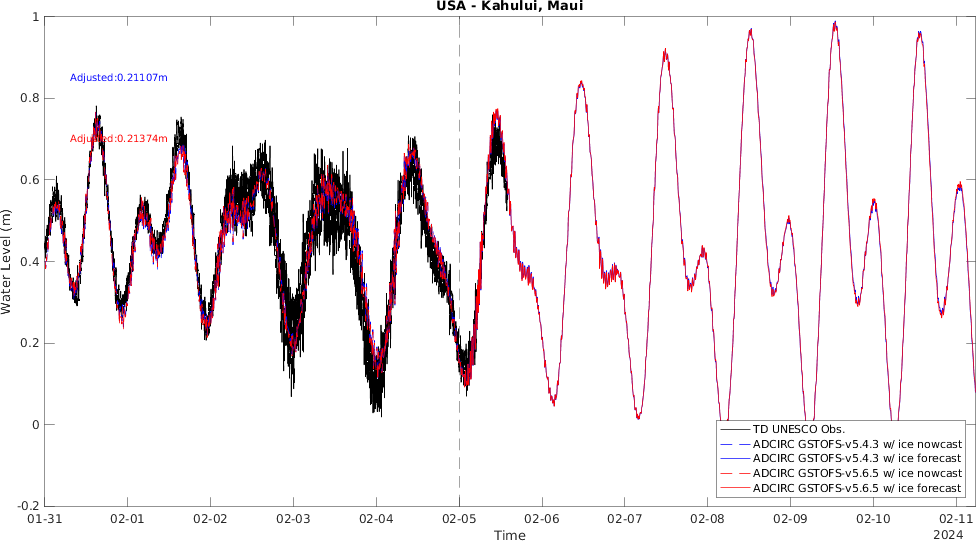 USA - Kahului, Maui
Water Level (m)
1
0.8
0.6
0.4
0.2
0
-0.2
Adjusted:0.21107m
Adjusted:0.21374m
TD UNESCO Obs.
ADCIRC GSTOFS-v5.4.3 w/ ice nowcast
ADCIRC GSTOFS-v5.4.3 w/ ice forecast
ADCIRC GSTOFS-v5.6.5 w/ ice nowcast
ADCIRC GSTOFS-v5.6.5 w/ ice forecast
01-31 02-01 02-02 02-03 02-04 02-05 02-06 02-07 02-08 02-09 02-10 02-11
Time
2024